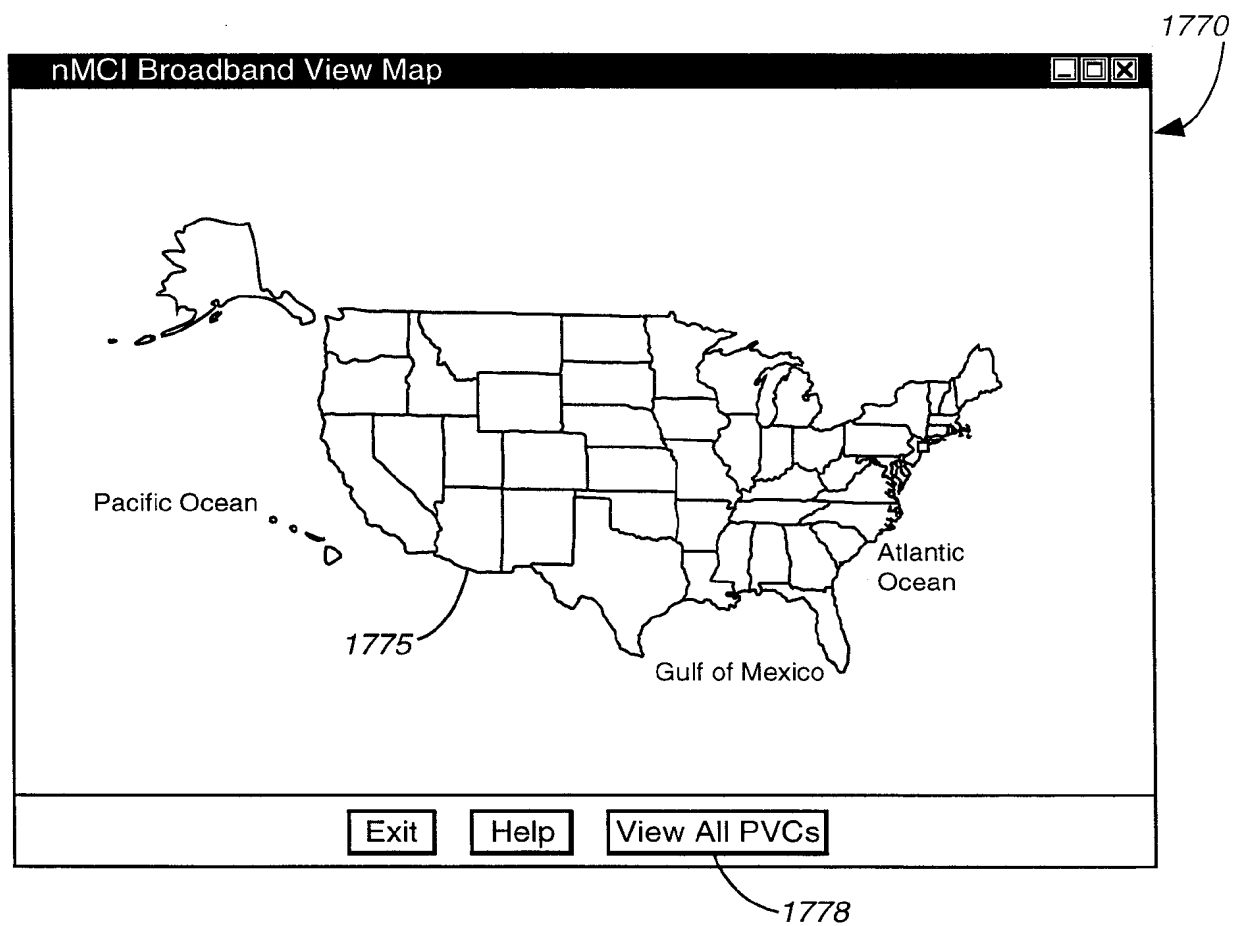 1770
nMCI Broadband View Map
Pacific Ocean
Atlantic
Ocean
1775
Gulf of Mexico
Exit
Help
View All PVCs
1778